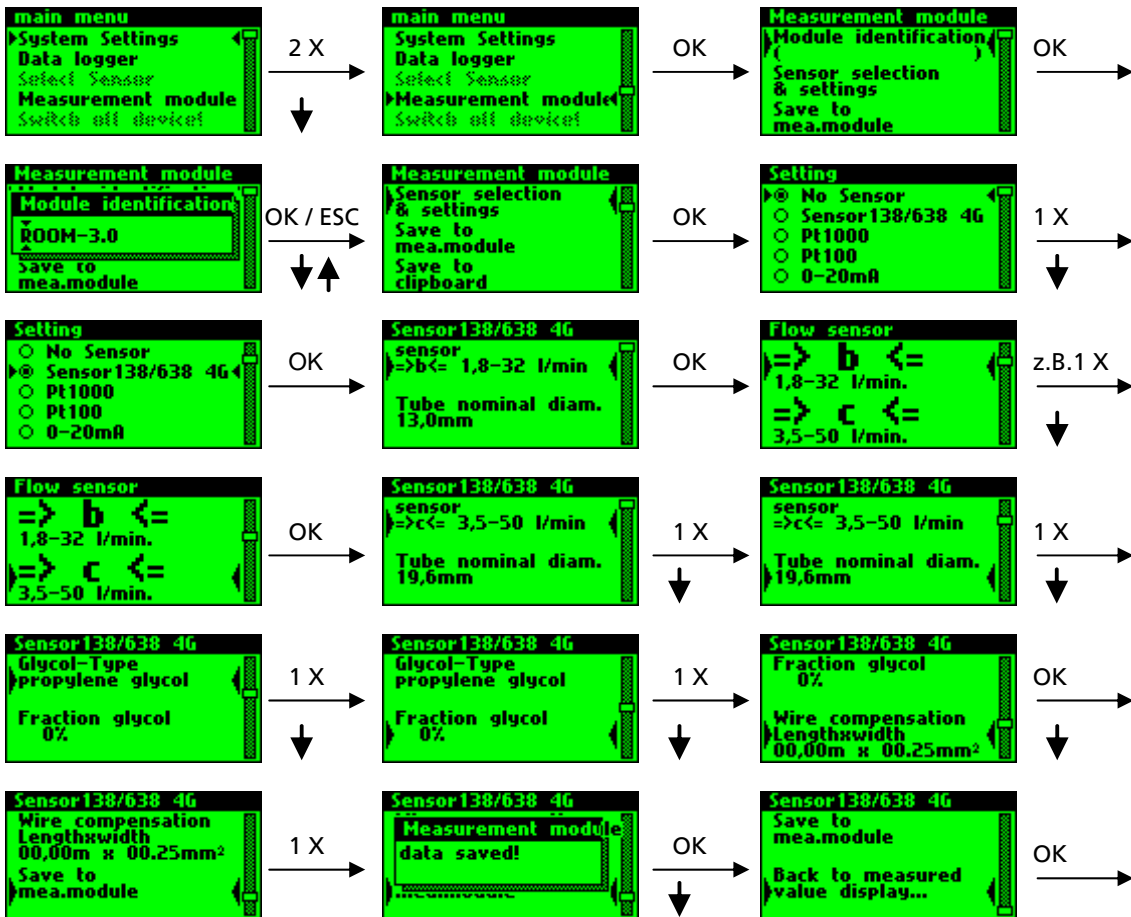 main menu
System Settings
Data logger
Select Sensor
Measurement module
Switch off device!
2 X
main menu
System Settings
Data logger
Select Sensor
Measurement module
Switch off device!
OK
Measurement module
Module identification
( )
Sensor selection
& settings
Save to
mea.module
OK
Measurement module
Module identification
ROOM-3.0
Save to
mea.module
OK / ESC
Measurement module
Sensor selection
& settings
Save to
mea.module
Save to
clipboard
OK
Setting
No Sensor
Sensor138/638 4G
Pt1000
Pt100
0-20mA
1 X
Setting
No Sensor
Sensor138/638 4G
Pt1000
Pt100
0-20mA
OK
Sensor138/638 4G
sensor
=>b<= 1,8-32 l/min
Tube nominal diam.
13,0mm
OK
Flow sensor
=> b <=
1,8-32 l/min.
=> c <=
3,5-50 l/min.
z.B.1 X
Flow sensor
=> b <=
1,8-32 l/min.
=> c <=
3,5-50 l/min.
OK
Sensor138/638 4G
sensor
=>c<= 3,5-50 l/min
Tube nominal diam.
19,6mm
1 X
Sensor138/638 4G
sensor
=>c<= 3,5-50 l/min
Tube nominal diam.
19,6mm
1 X
Sensor138/638 4G
Glycol-Type
propylene glycol
Fraction glycol
0%
1 X
Sensor138/638 4G
Glycol-Type
propylene glycol
Fraction glycol
0%
1 X
Sensor138/638 4G
Fraction glycol
0%
Wire compensation
Lengthxwidth
00,00m x 00.25mm²
OK
Sensor138/638 4G
Wire compensation
Lengthxwidth
00,00m x 00.25mm²
Save to
mea.module
1 X
Sensor138/638 4G
Measurement module
data saved!
OK
Sensor138/638 4G
Save to
mea.module
Back to measured
value display...
OK